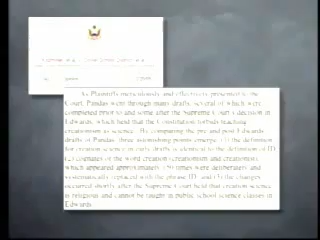 As Plaintiffs meticulously and effectively presented to the
Court, Pandas went through many drafts, several of which were
completed prior to and some after the Supreme Court's decision in
Edwards, which held that the Constitution forbids teaching
creationism as science. By comparing the pre and post Edwards
drafts of Pandas, three astonishing points emerge: (1) the definition
for creation science in early drafts is identical to the definition of ID;
(2) cognates of the word creation (creationism and creationist),
which appeared approximately 150 times were deliberately and
systematically replaced with the phrase ID; and (3) the changes
occurred shortly after the Supreme Court held that creation science
is religious and cannot be taught in public school science classes in
Edwards.